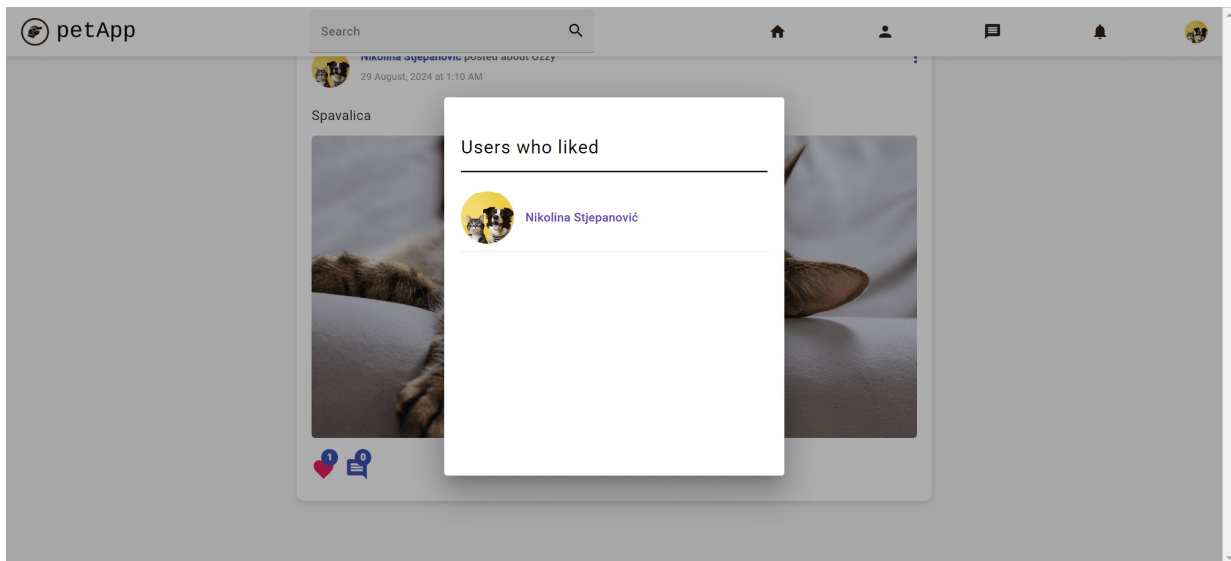 petApp
Search
Nikolina Stjepanović posted about Ozzy
29 August, 2024 at 1:10 AM
Spavalica
Users who liked
Nikolina Stjepanović
1
0